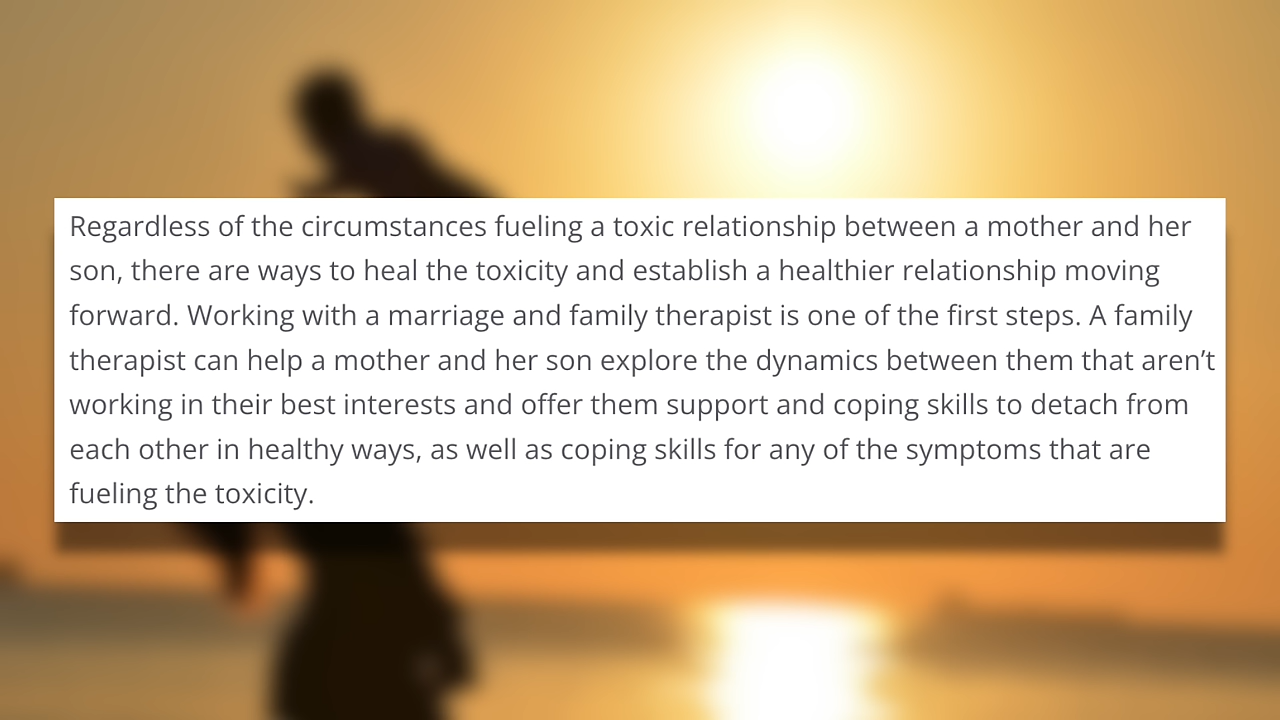 Regardless of the circumstances fueling a toxic relationship between a mother and her
son, there are ways to heal the toxicity and establish a healthier relationship moving
forward. Working with a marriage and family therapist is one of the first steps. A family
therapist can help a mother and her son explore the dynamics between them that aren’t
working in their best interests and offer them support and coping skills to detach from
each other in healthy ways, as well as coping skills for any of the symptoms that are
fueling the toxicity.